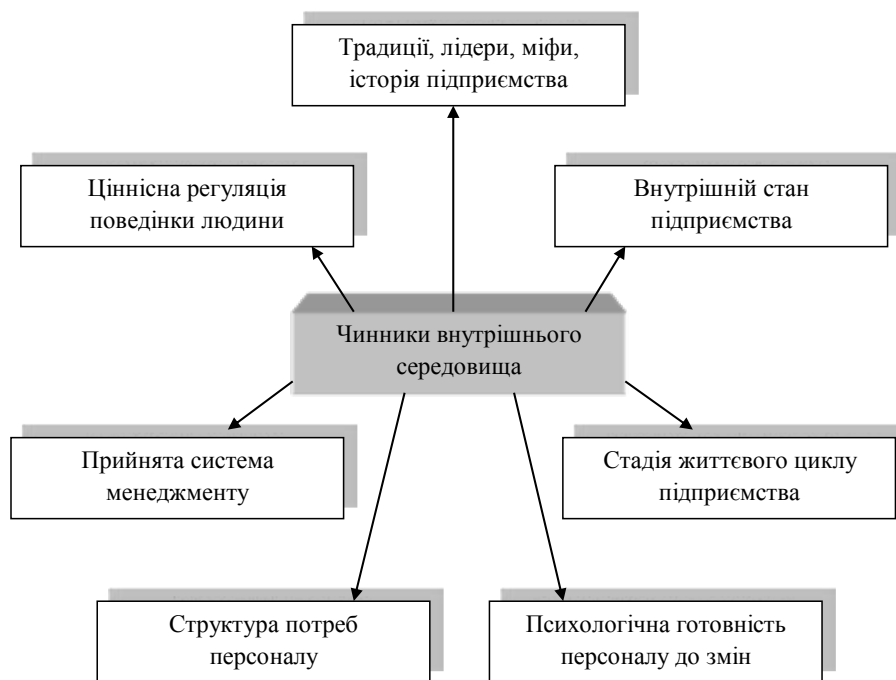 Традиції, лідери, міфи,
історія підприємства
Ціннісна регуляція
поведінки людини
Внутрішній стан
підприємства
Чинники внутрішнього
середовища
Прийнята система
менеджменту
Стадія життєвого циклу
підприємства
Структура потреб
персоналу
Психологічна готовність
персоналу до змін